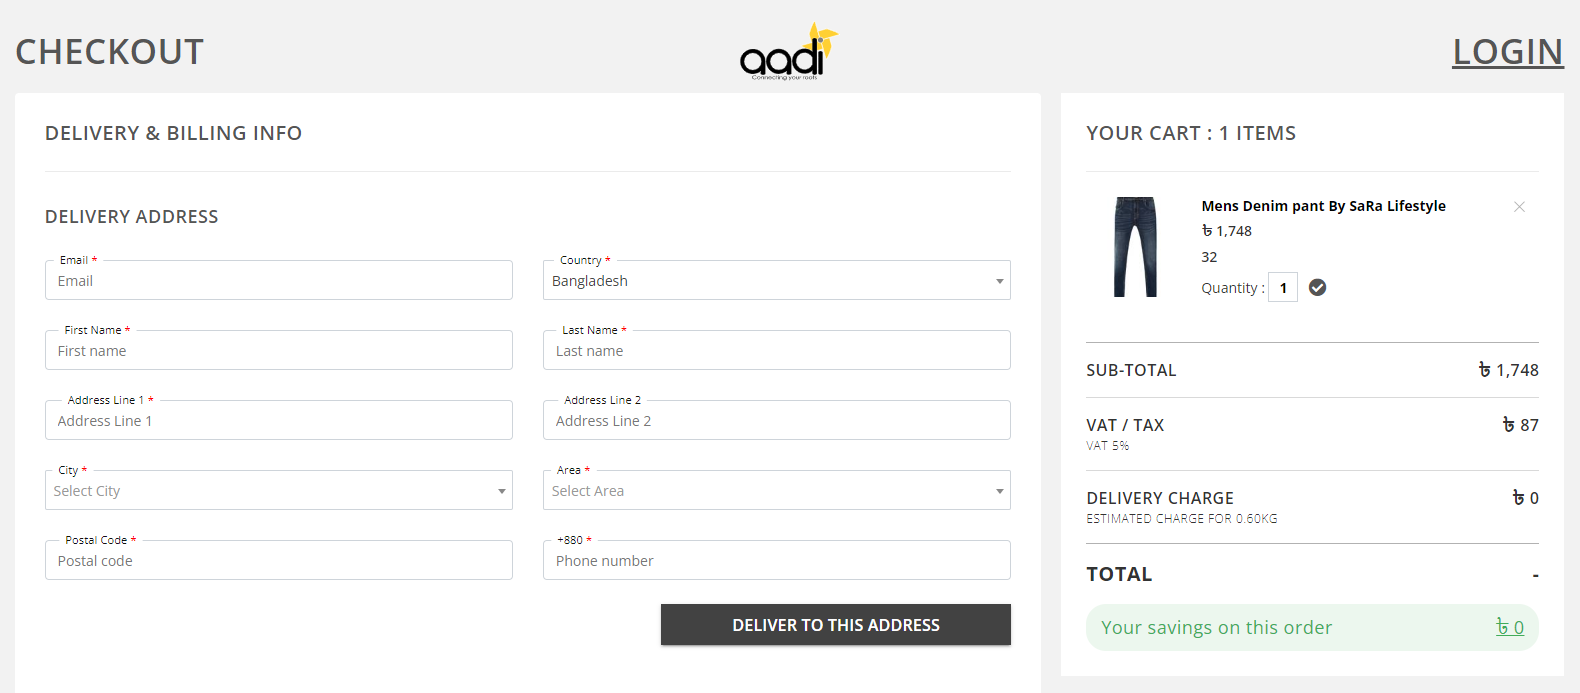 CHECKOUT
aadi
Connecting your roots
LOGIN
DELIVERY & BILLING INFO
DELIVERY ADDRESS
Email *
Email
Country *
Bangladesh
First Name *
First name
Last Name *
Last name
Address Line 1 *
Address Line 1
Address Line 2
Address Line 2
City *
Select City
Area *
Select Area
Postal Code *
Postal code
+880 *
Phone number
DELIVER TO THIS ADDRESS
YOUR CART : 1 ITEMS
Mens Denim pant By SaRa Lifestyle
৳ 1,748
32
Quantity : 1
SUB-TOTAL ৳ 1,748
VAT / TAX ৳ 87
VAT 5%
DELIVERY CHARGE ৳ 0
ESTIMATED CHARGE FOR 0.60KG
TOTAL -
Your savings on this order ৳ 0